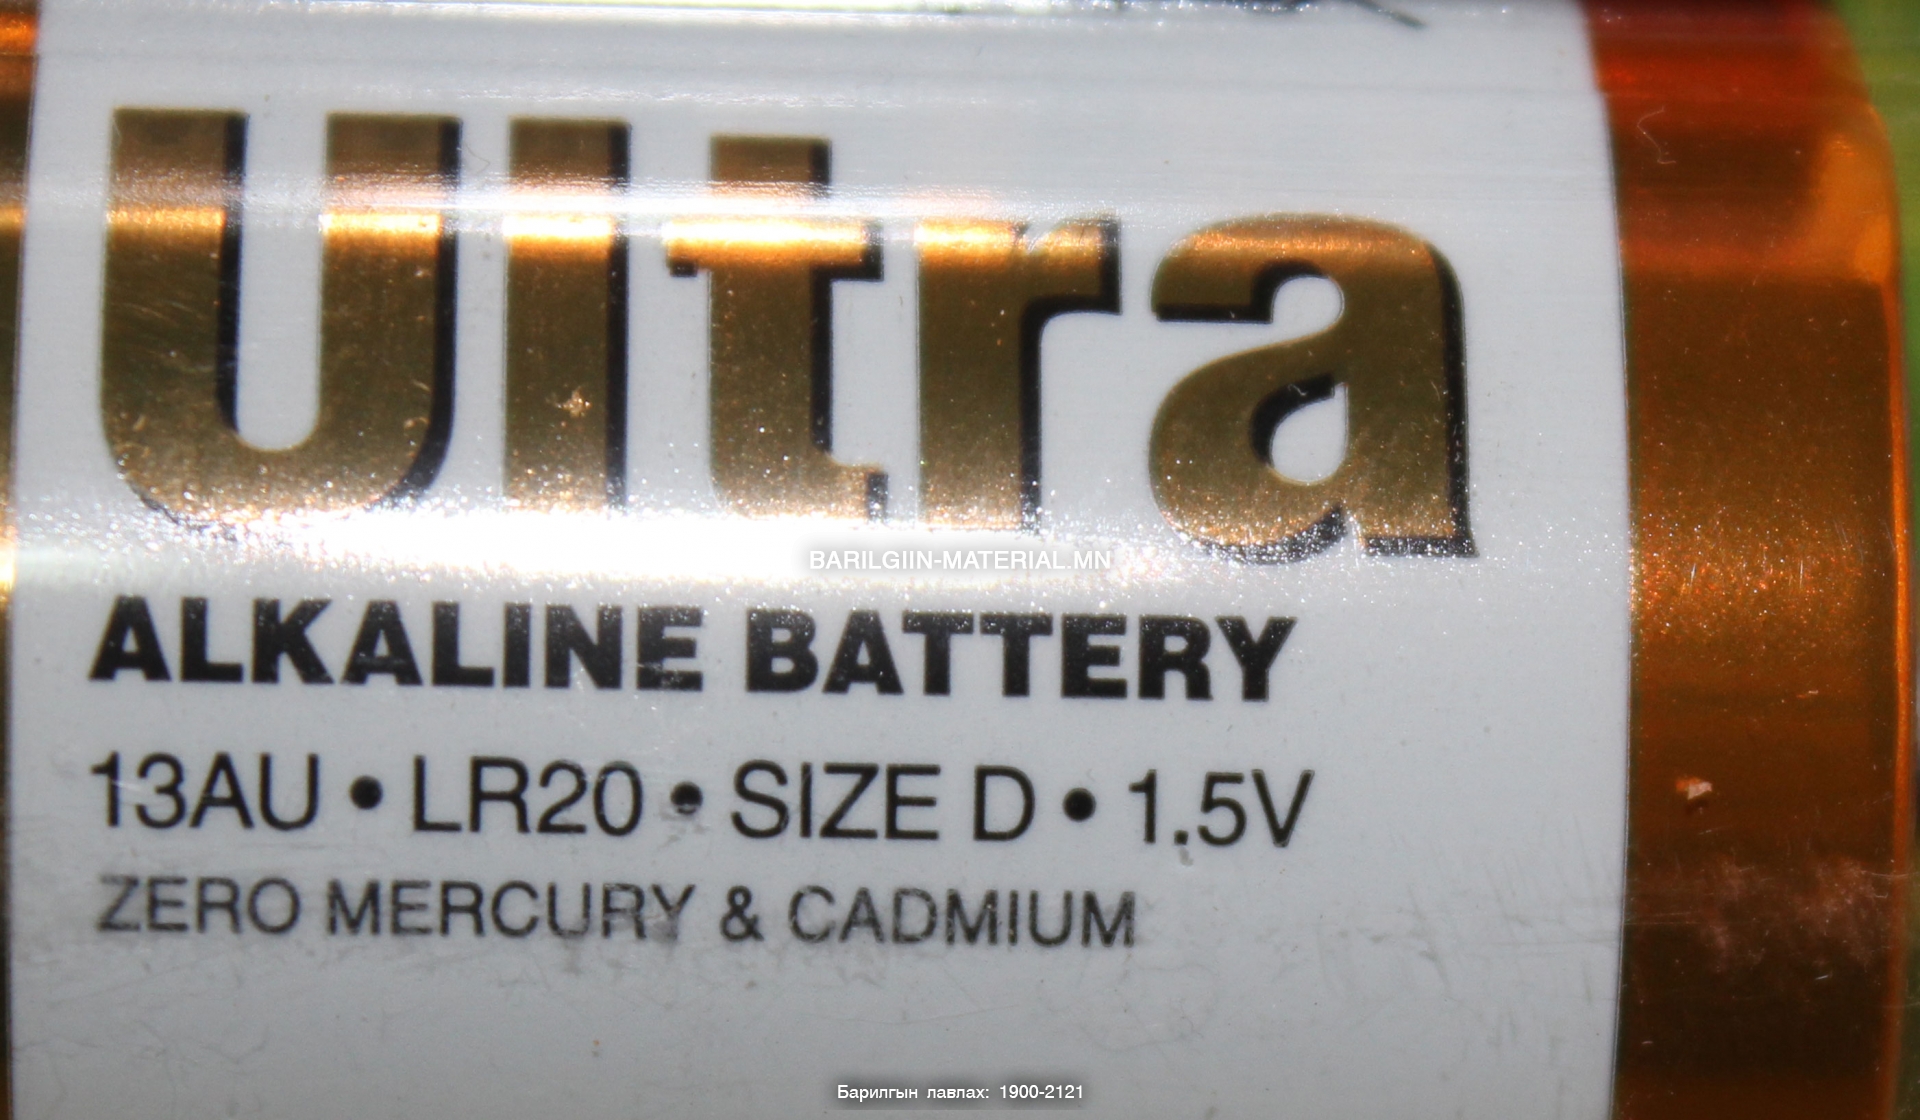 Ultra
BARILGIIN-MATERIAL.MN
ALKALINE BATTERY
13AU • LR20 • SIZE D • 1.5V
ZERO MERCURY & CADMIUM
Барилгын лавлах: 1900-2121